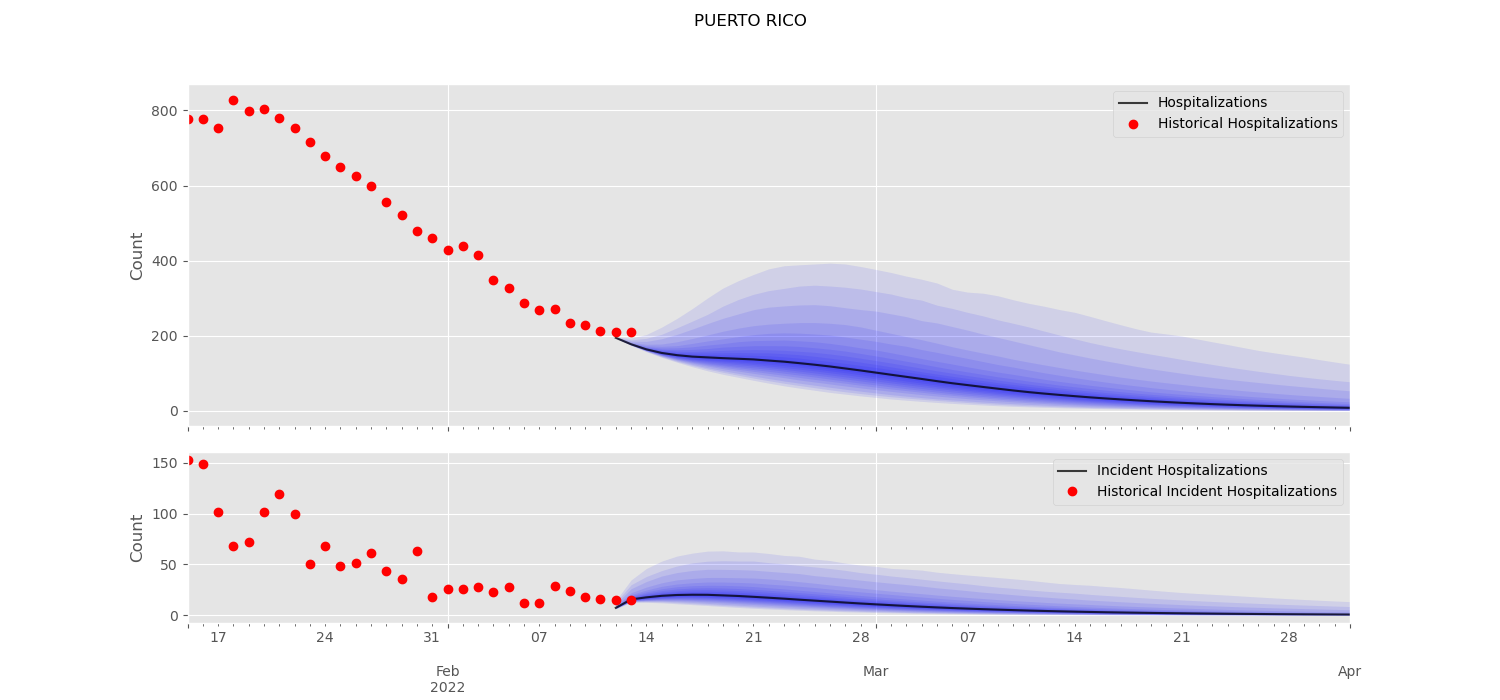 PUERTO RICO
Hospitalizations
Historical Hospitalizations
Count
800
600
400
200
0
Incident Hospitalizations
Historical Incident Hospitalizations
Count
150
100
50
0
17 24 31 07 14 21 28 07 14 21 28
Feb Mar Apr
2022